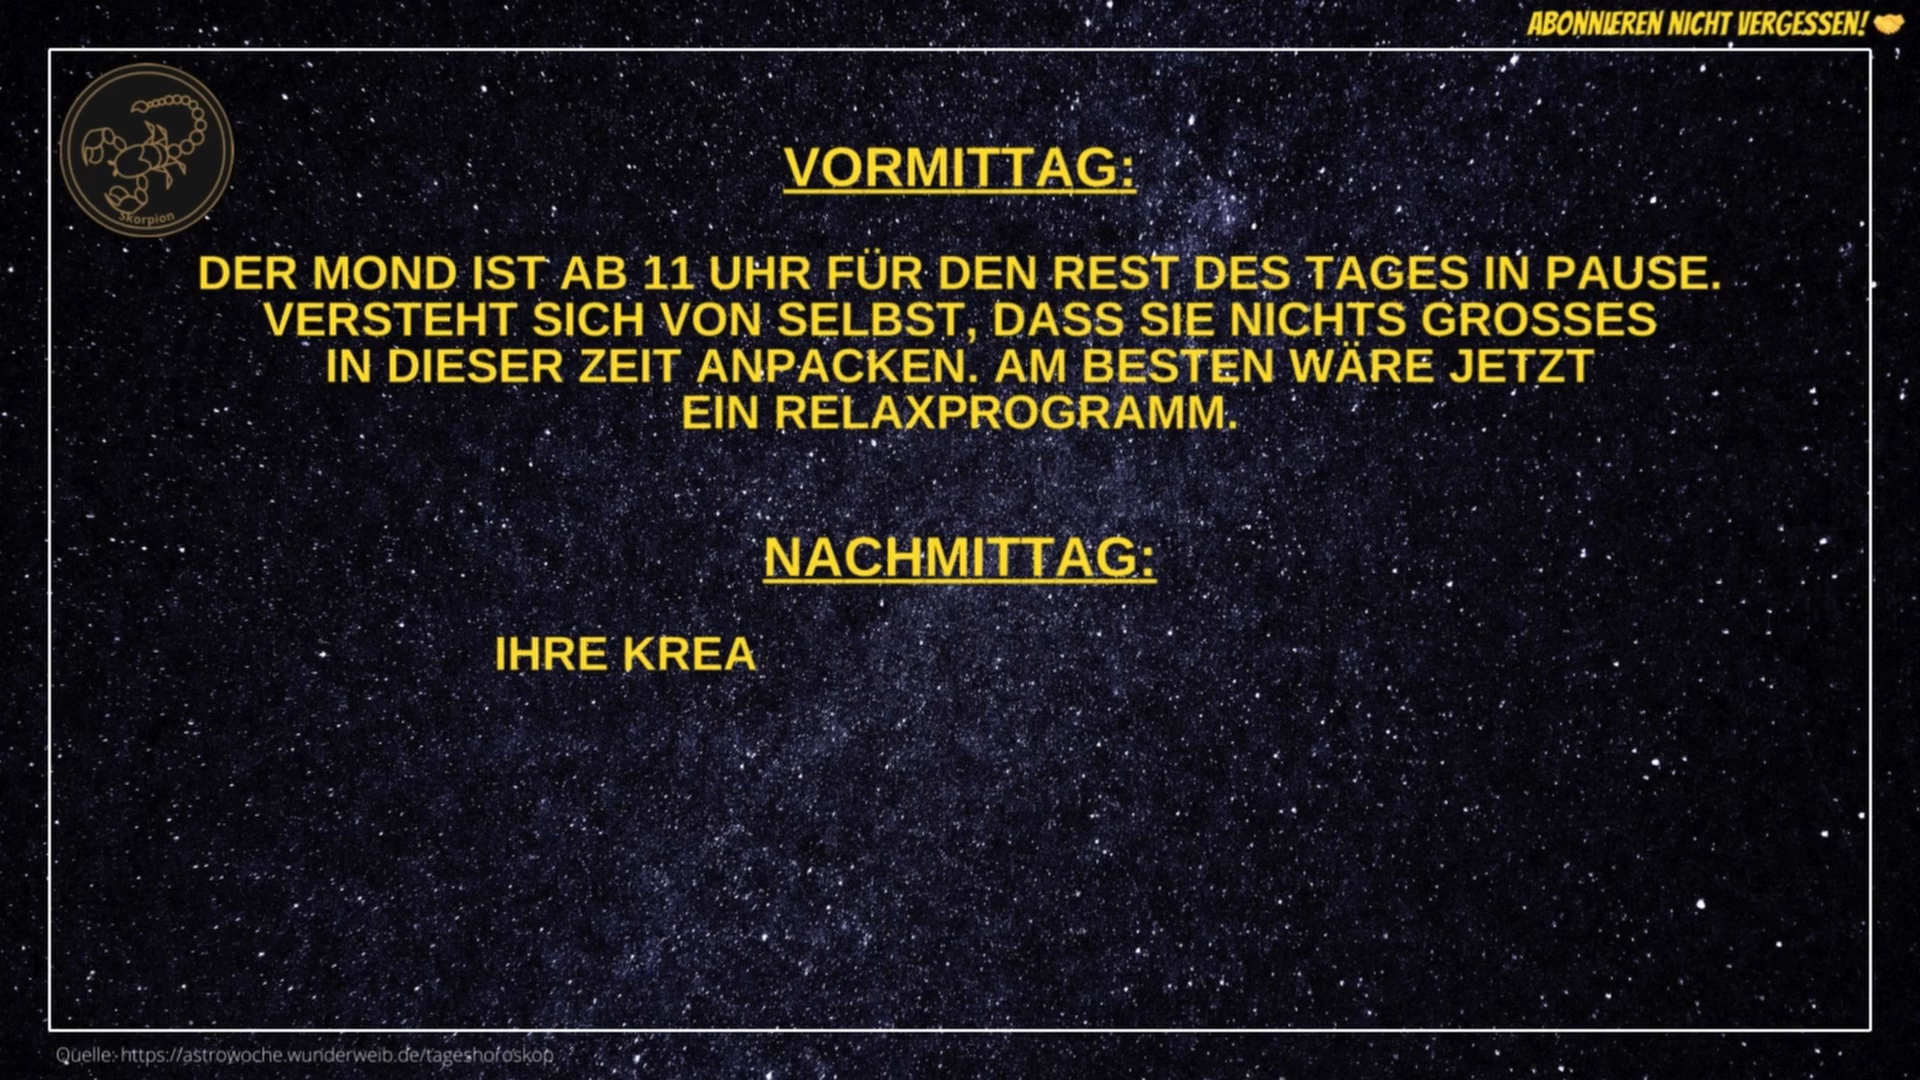 ABONNIEREN NICHT VERGESSEN!
Skorpion
VORMITTAG:
DER MOND IST AB 11 UHR FÜR DEN REST DES TAGES IN PAUSE.
VERSTEHT SICH VON SELBST, DASS SIE NICHTS GROSSES
IN DIESER ZEIT ANPACKEN. AM BESTEN WÄRE JETZT
EIN RELAXPROGRAMM.
NACHMITTAG:
IHRE KREA
Quelle: https://astrowoche.wunderweib.de/tageshoroskop